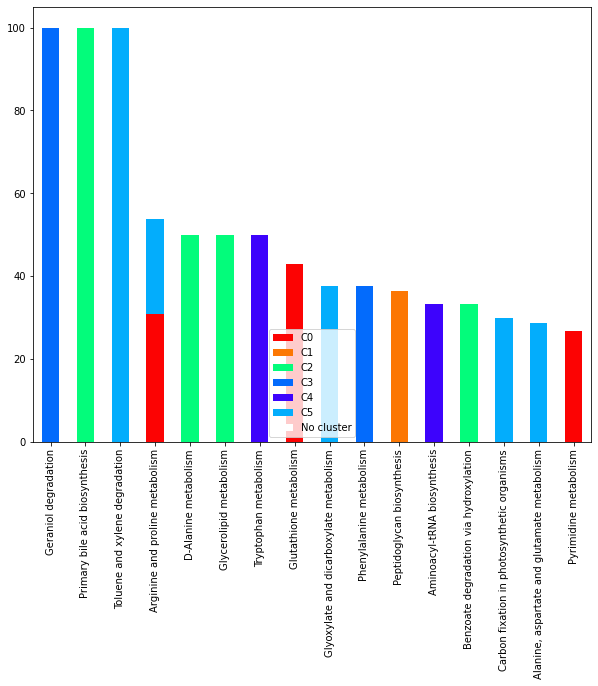 100
80
60
40
20
0
C0
C1
C2
C3
C4
C5
No cluster
Geraniol degradation
Primary bile acid biosynthesis
Toluene and xylene degradation
Arginine and proline metabolism
D-Alanine metabolism
Glycerolipid metabolism
Tryptophan metabolism
Glutathione metabolism
Glyoxylate and dicarboxylate metabolism
Phenylalanine metabolism
Peptidoglycan biosynthesis
Aminoacyl-tRNA biosynthesis
Benzoate degradation via hydroxylation
Carbon fixation in photosynthetic organisms
Alanine, aspartate and glutamate metabolism
Pyrimidine metabolism